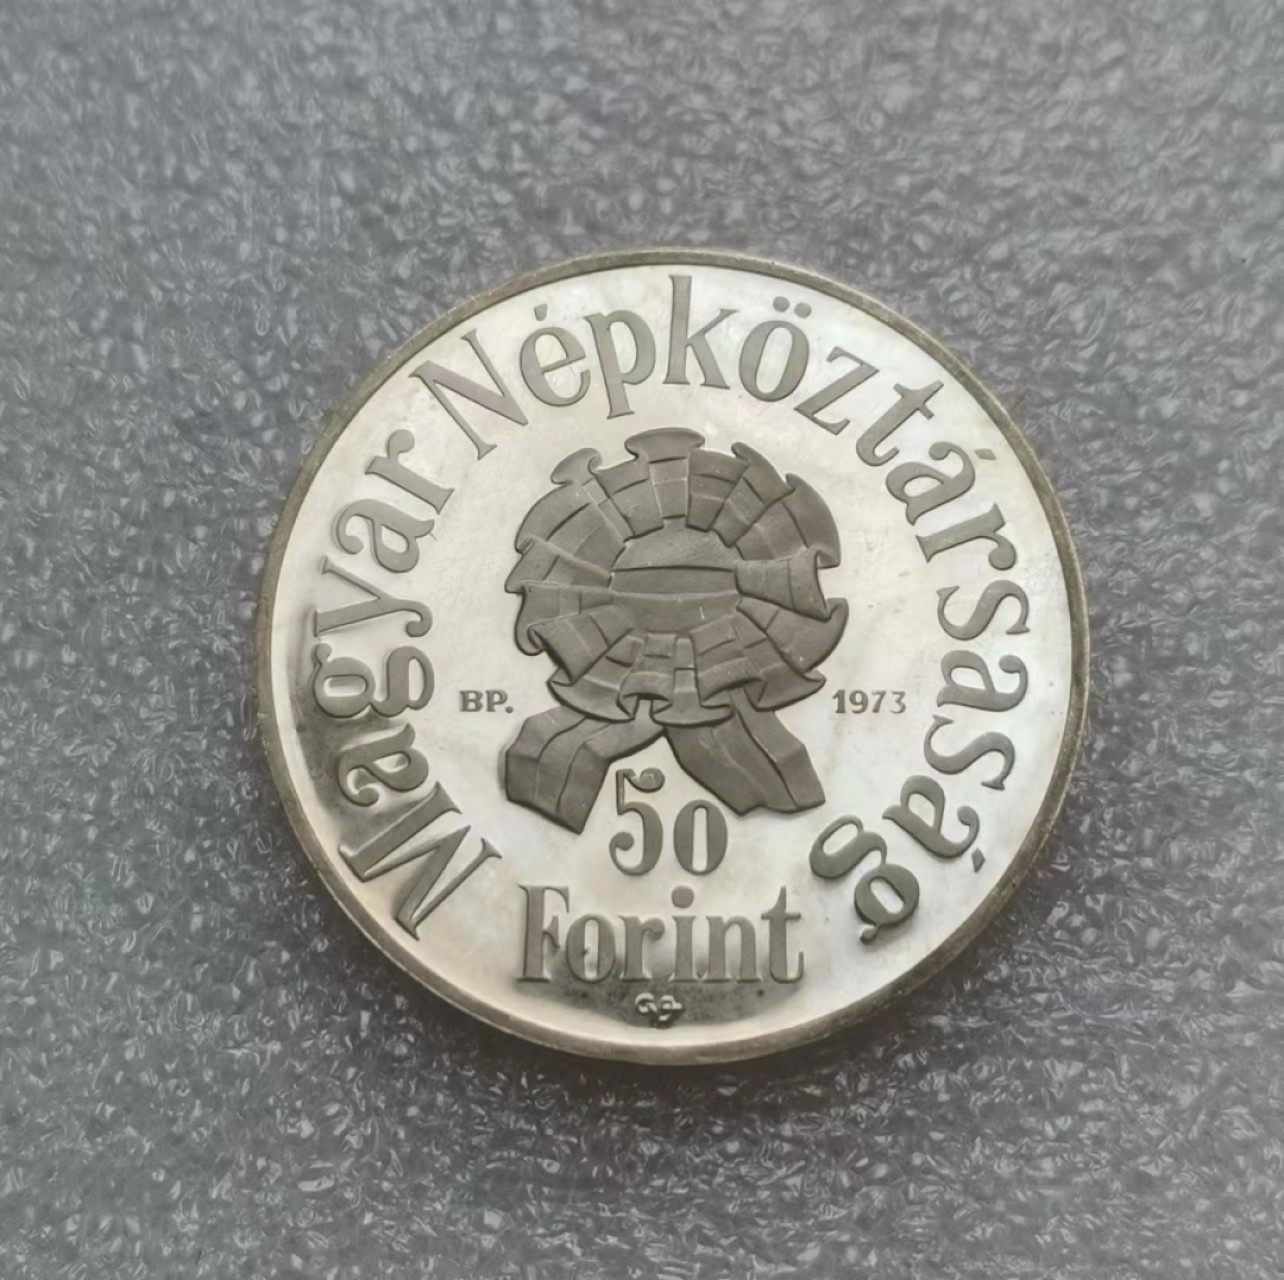 Magyar Népköztársaság
BP. 1973
50
Forint